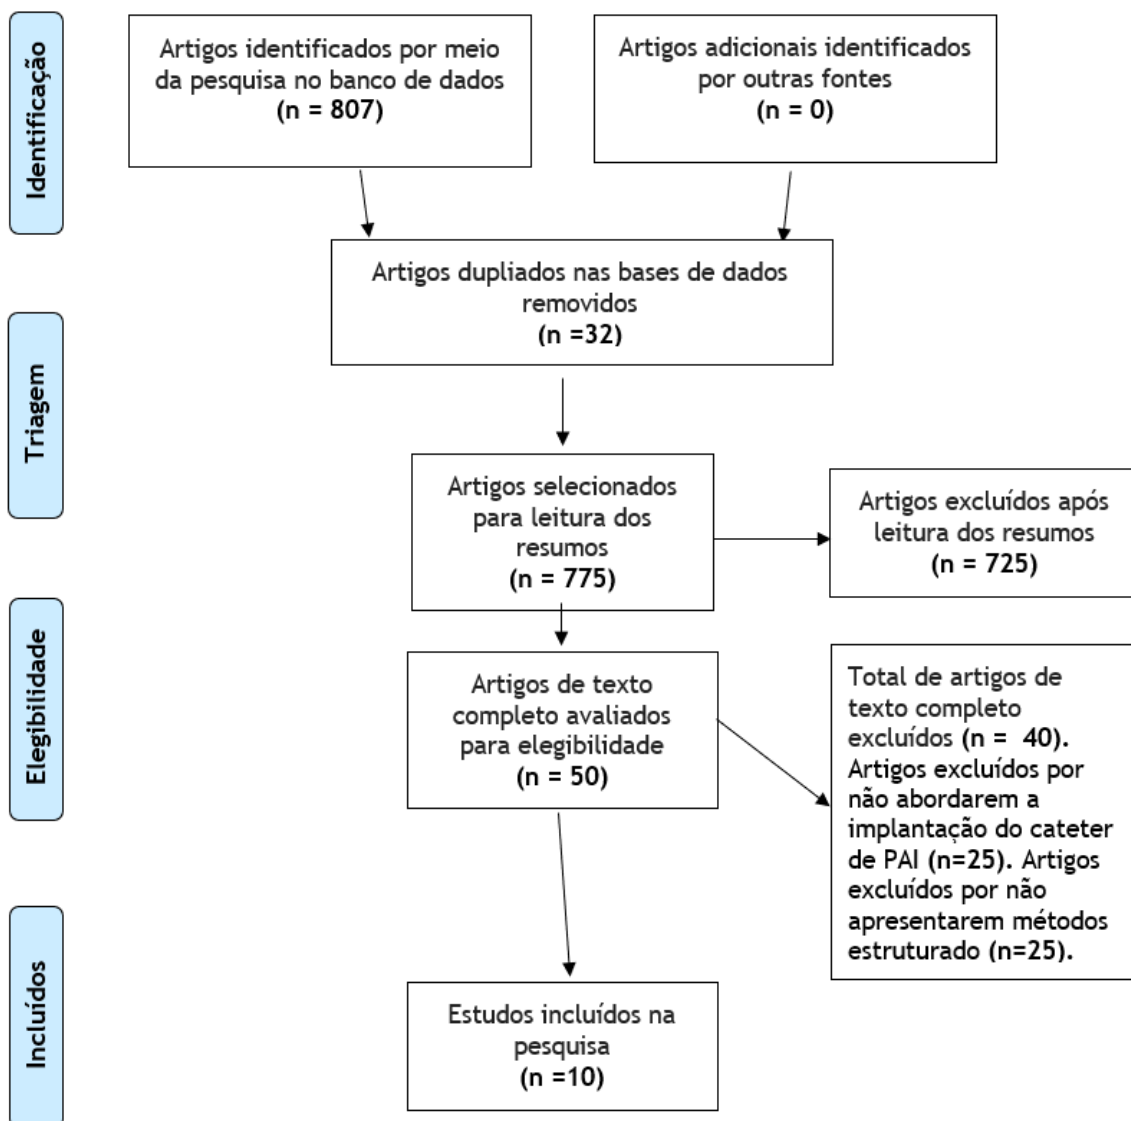 Identificação
Artigos identificados por meio
da pesquisa no banco de dados
(n = 807)
Artigos adicionais identificados
por outras fontes
(n = 0)
Artigos dupliados nas bases de dados
removidos
(n =32)
Triagem
Artigos selecionados
para leitura dos
resumos
(n = 775)
Artigos excluídos após
leitura dos resumos
(n = 725)
Elegibilidade
Artigos de texto
completo avaliados
para elegibilidade
(n = 50)
Total de artigos de
texto completo
excluídos (n =  40).
Artigos excluídos por
não abordarem a
implantação do cateter
de PAI (n=25). Artigos
excluídos por não
apresentarem métodos
estruturado (n=25).
Incluídos
Estudos incluídos na
pesquisa
(n =10)